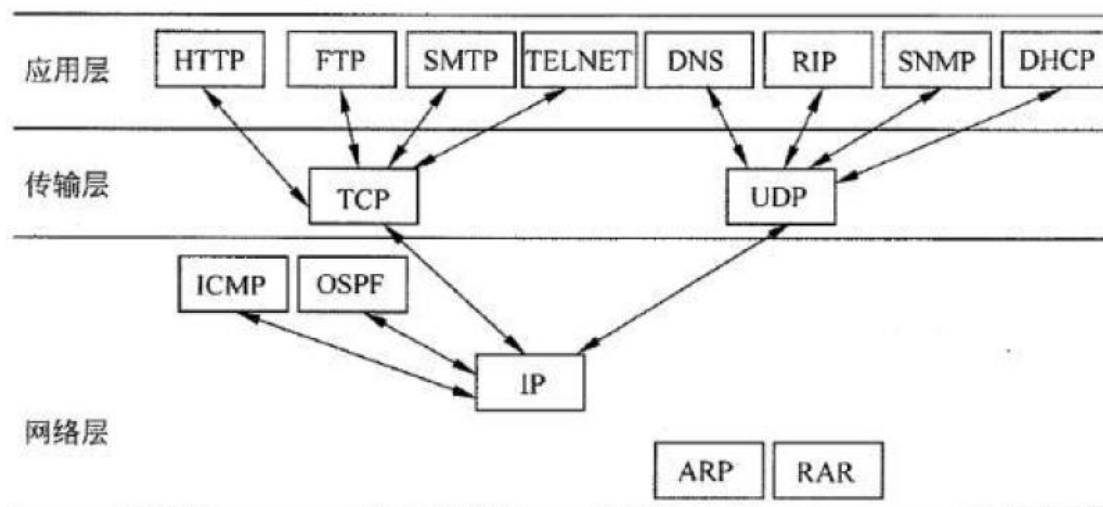 应用层 HTTP FTP SMTP TELNET DNS RIP SNMP DHCP
传输层 TCP UDP
ICMP OSPF
IP
网络层
ARP RAR